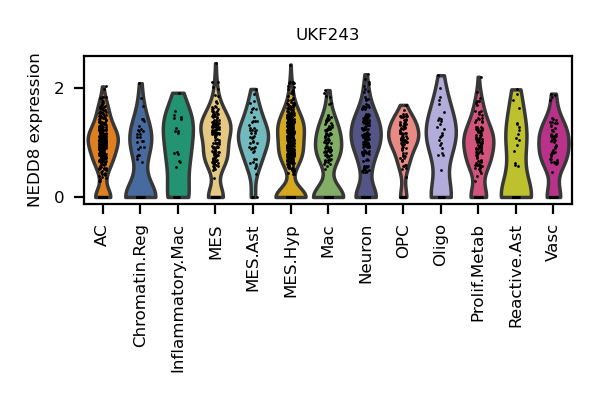 UKF243
NEDD8 expression
2
0
AC
Chromatin.Reg
Inflammatory.Mac
MES
MES.Ast
MES.Hyp
Mac
Neuron
OPC
Oligo
Prolif.Metab
Reactive.Ast
Vasc